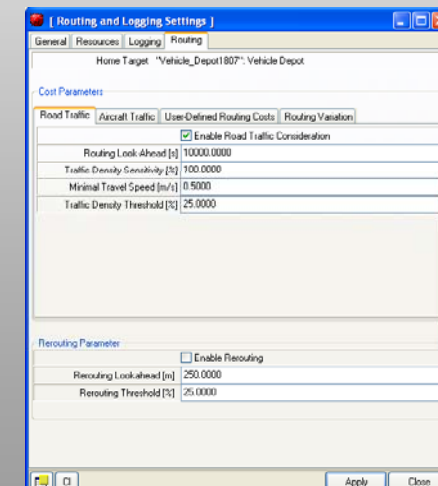 [ Routing and Logging Settings ]
General Resources Logging Routing
Home Target "Vehicle_Depot1807": Vehicle Depot
Cost Parameters
Road Traffic Aircraft Traffic User-Defined Routing Costs Routing Variation
Enable Road Traffic Consideration
Routing Look Ahead [s] 10000.0000
Traffic Density Sensitivity [%] 100.0000
Minimal Travel Speed [m/s] 0.5000
Traffic Density Threshold [%] 25.0000
Rerouting Parameter
Enable Rerouting
Rerouting Lookahead [m] 250.0000
Rerouting Threshold [%] 25.0000
Apply Close